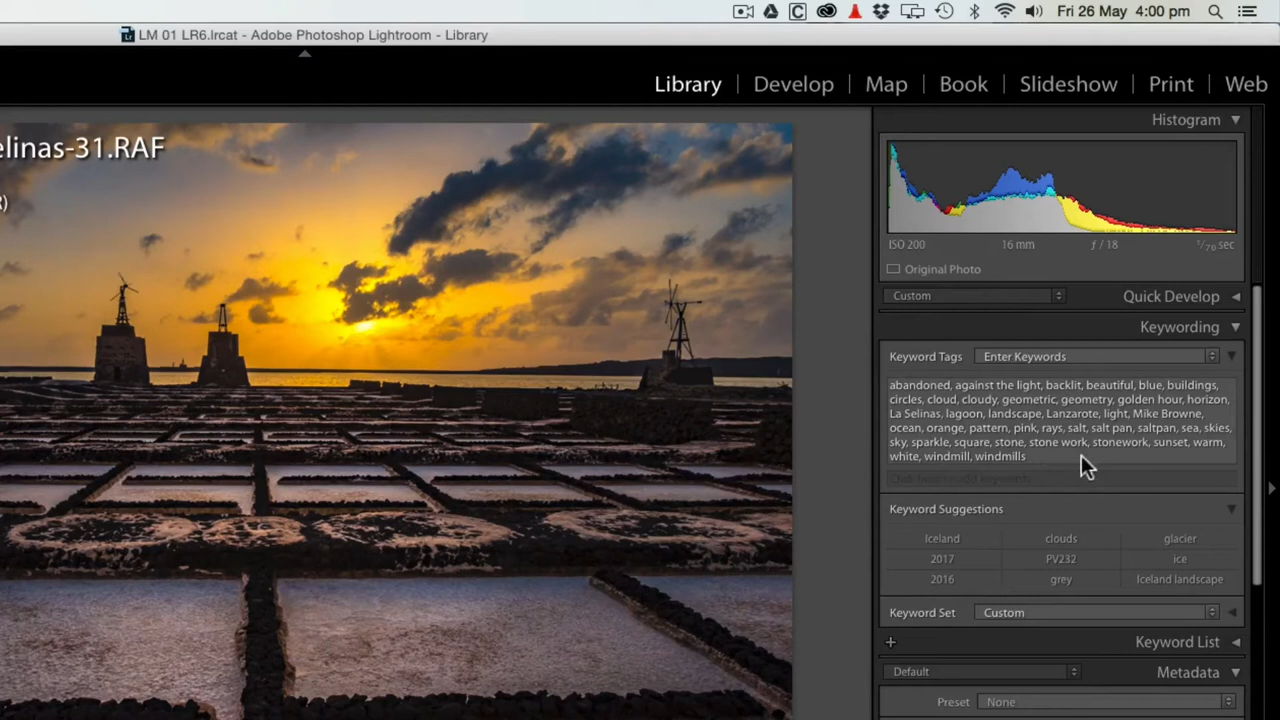 Fri 26 May 4:00 pm
LM 01 LR6.lrcat - Adobe Photoshop Lightroom - Library
Library | Develop | Map | Book | Slideshow | Print | Web
elinas-31.RAF
R)
Histogram
ISO 200 16 mm ƒ / 18 1/70 sec
Original Photo
Custom Quick Develop
Keywording
Keyword Tags Enter Keywords
abandoned, against the light, backlit, beautiful, blue, buildings,
circles, cloud, cloudy, geometric, geometry, golden hour, horizon,
La Selinas, lagoon, landscape, Lanzarote, light, Mike Browne,
ocean, orange, pattern, pink, rays, salt, salt pan, saltpan, sea, skies,
sky, sparkle, square, stone, stone work, stonework, sunset, warm,
white, windmill, windmills
Keyword Suggestions
Iceland clouds glacier
2017 PV232 ice
2016 grey Iceland landscape
Keyword Set Custom
+ Keyword List
Default Metadata
Preset None